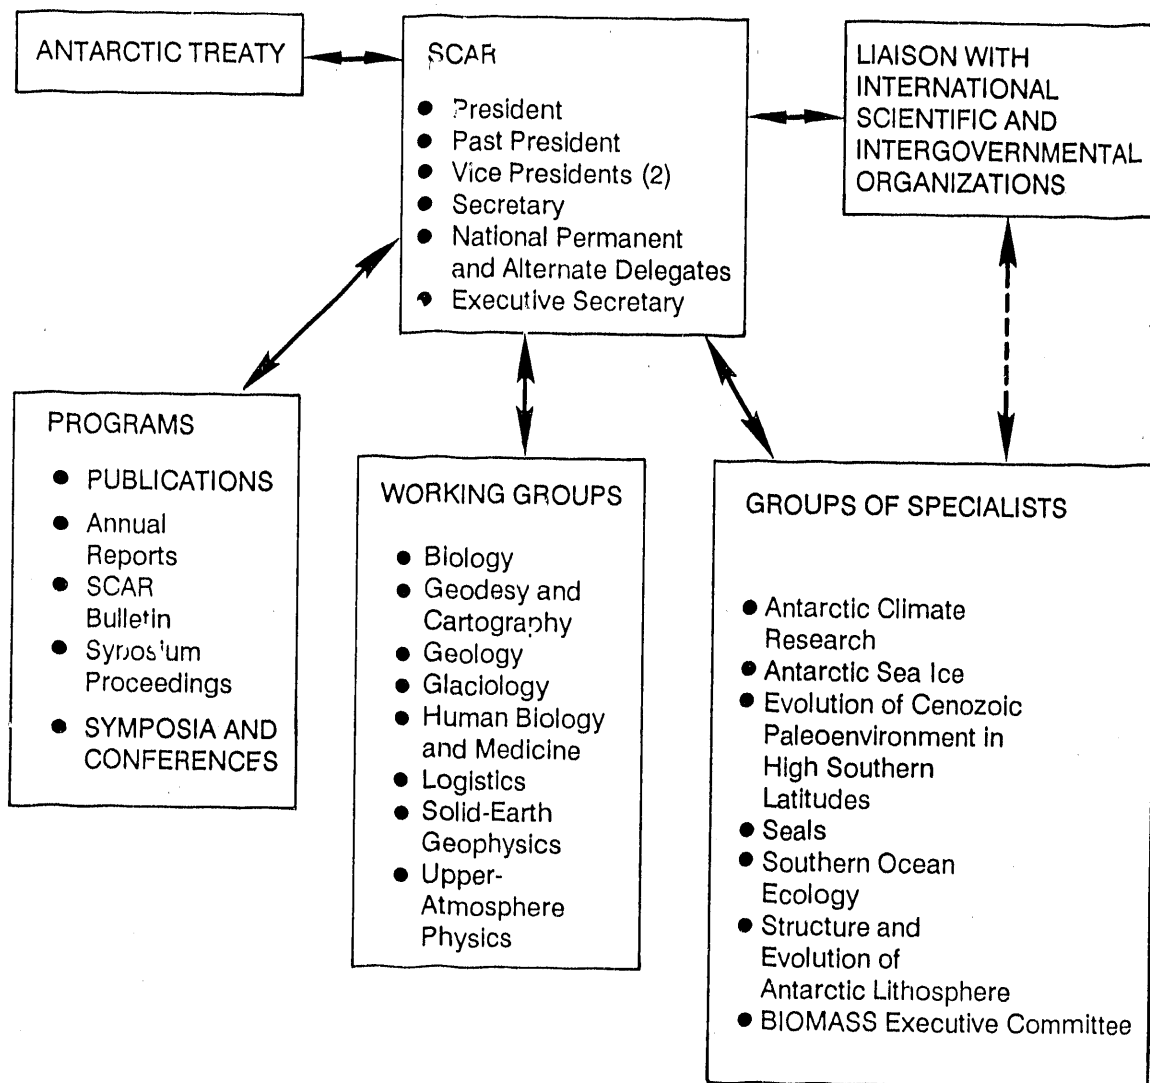 ANTARCTIC TREATY
SCAR
● President
● Past President
● Vice Presidents (2)
● Secretary
● National Permanent
and Alternate Delegates
● Executive Secretary
LIAISON WITH
INTERNATIONAL
SCIENTIFIC AND
INTERGOVERNMENTAL
ORGANIZATIONS
PROGRAMS
● PUBLICATIONS
● Annual
Reports
● SCAR
Bulletin
● Syposium
Proceedings
● SYMPOSIA AND
CONFERENCES
WORKING GROUPS
● Biology
● Geodesy and
Cartography
● Geology
● Glaciology
● Human Biology
and Medicine
● Logistics
● Solid-Earth
Geophysics
● Upper-
Atmosphere
Physics
GROUPS OF SPECIALISTS
● Antarctic Climate
Research
● Antarctic Sea Ice
● Evolution of Cenozoic
Paleoenvironment in
High Southern
Latitudes
● Seals
● Southern Ocean
Ecology
● Structure and
Evolution of
Antarctic Lithosphere
● BIOMASS Executive Committee